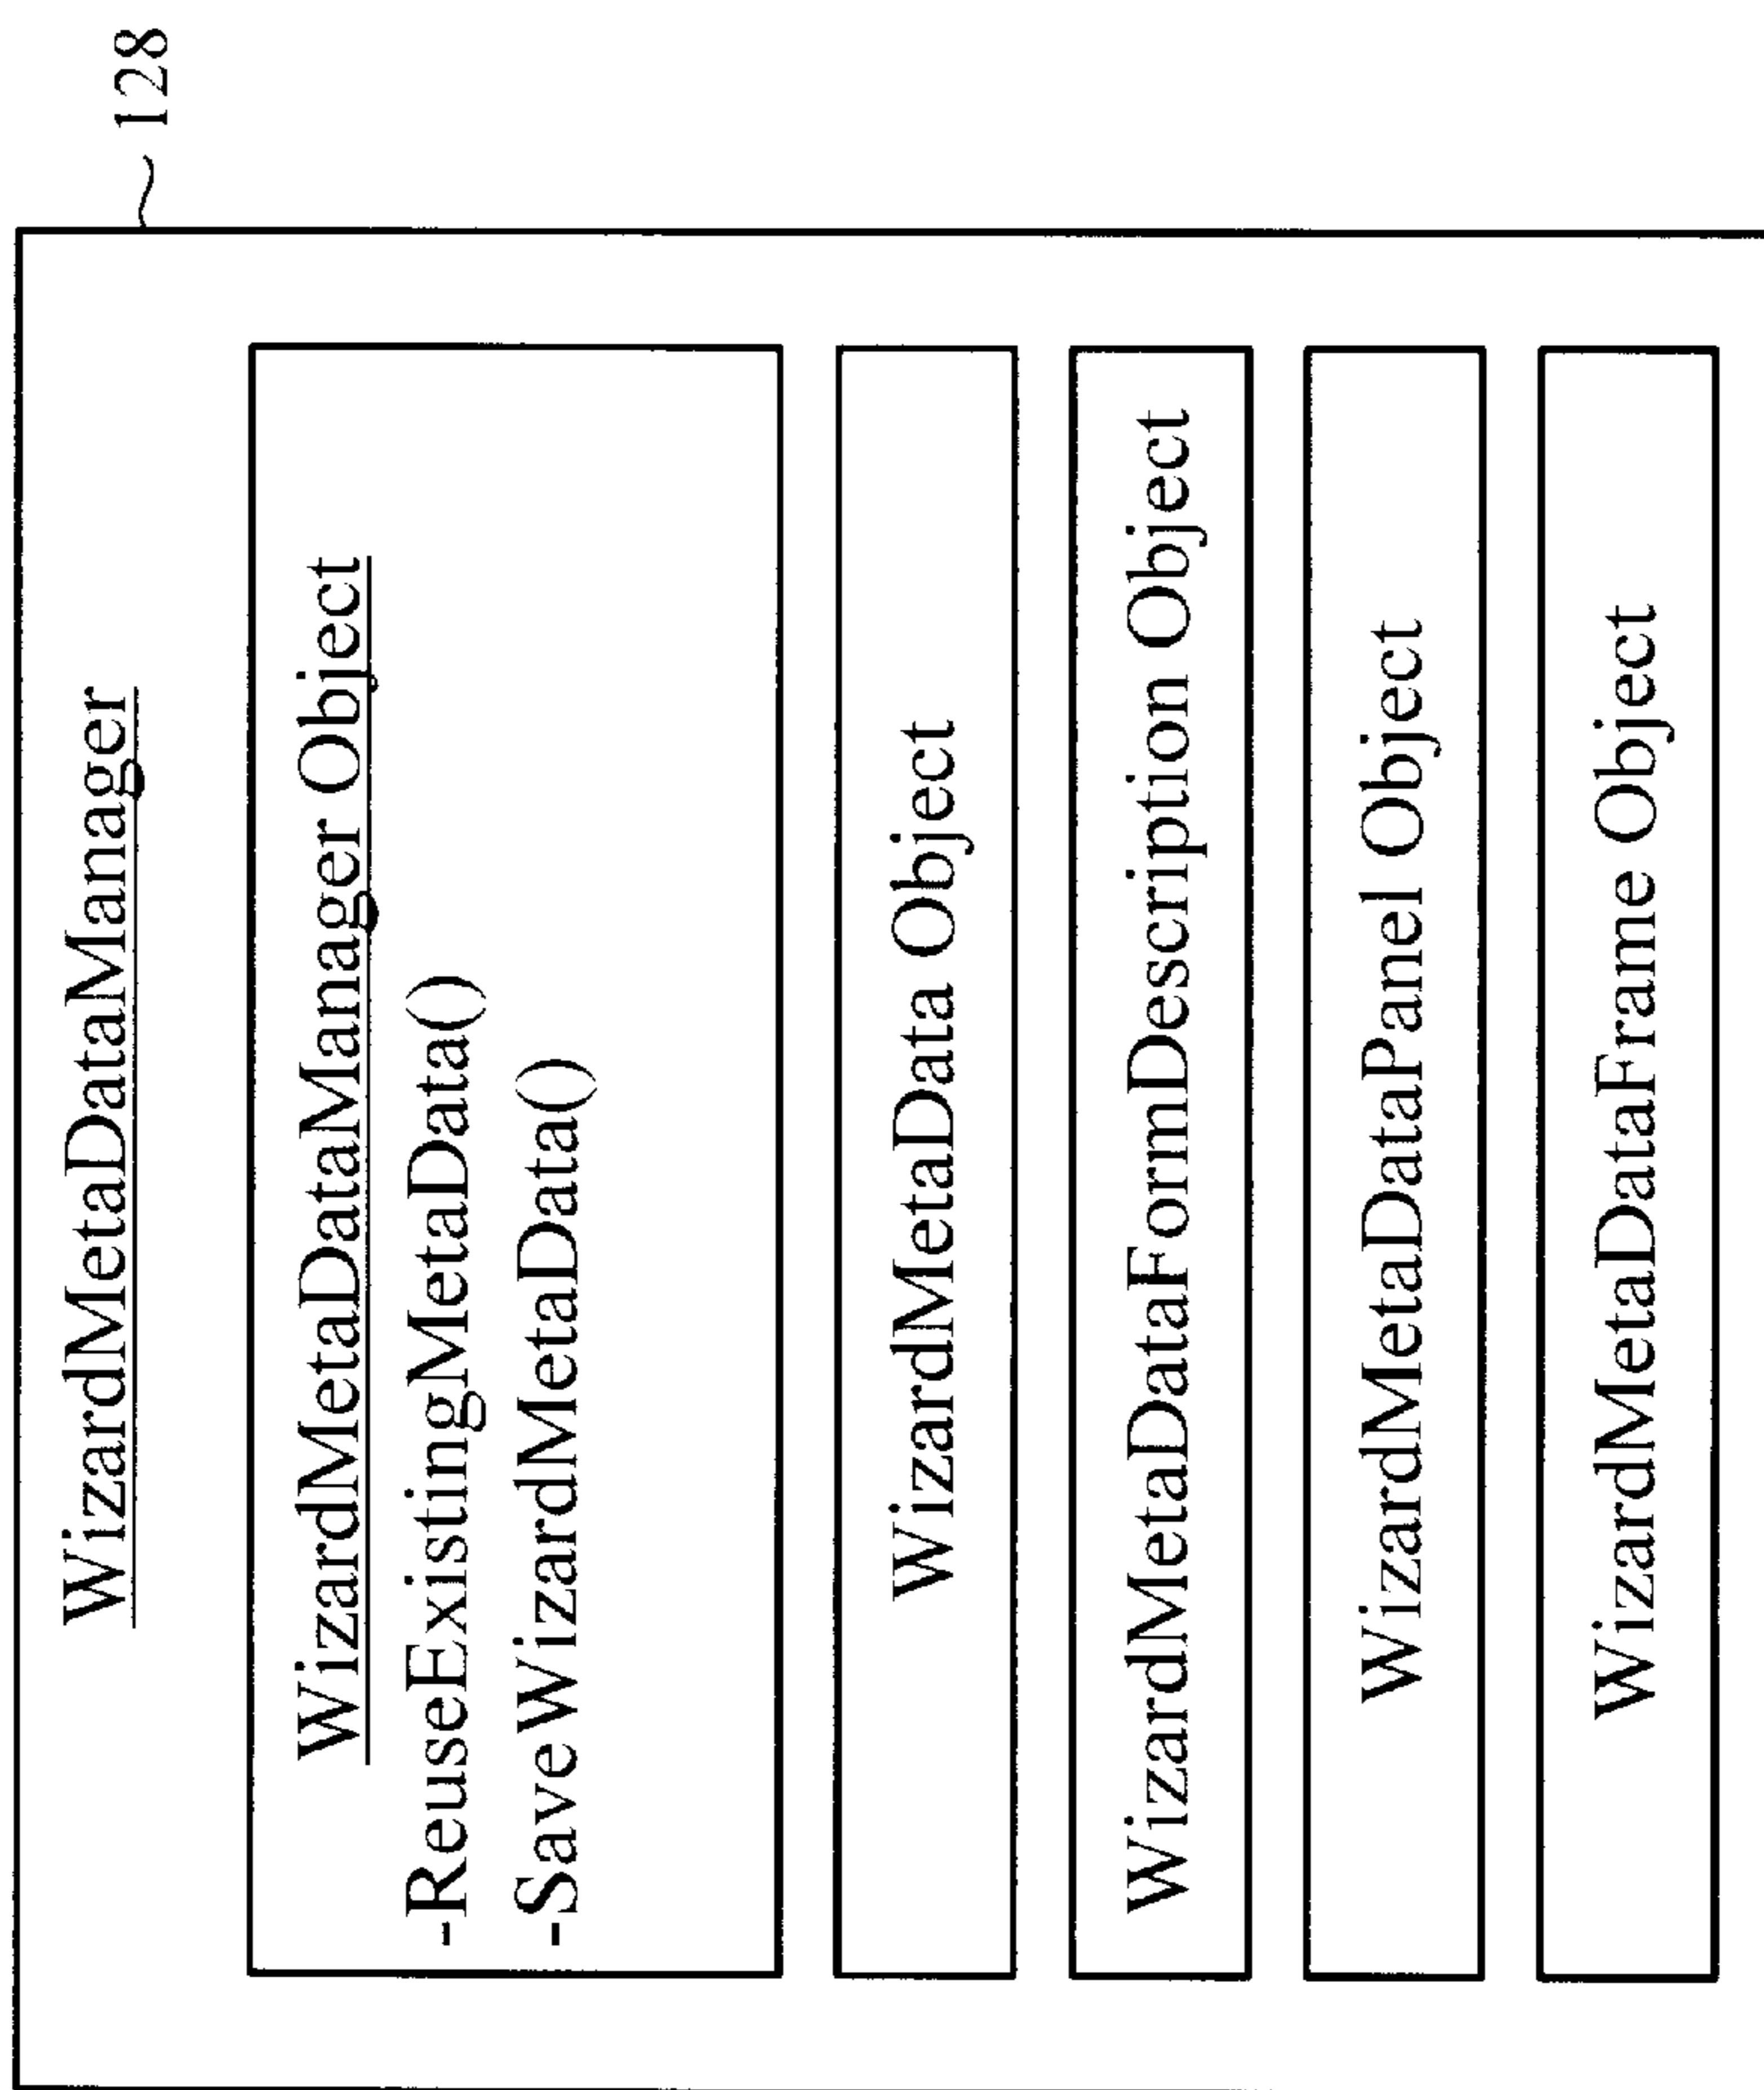 128
WizardMetaDataManager
WizardMetaDataManager Object
-ReuseExistingMetaData()
-SaveWizardMetaData()
WizardMetaData Object
WizardMetaDataFormDescription Object
WizardMetaDataPanel Object
WizardMetaDataFrame Object